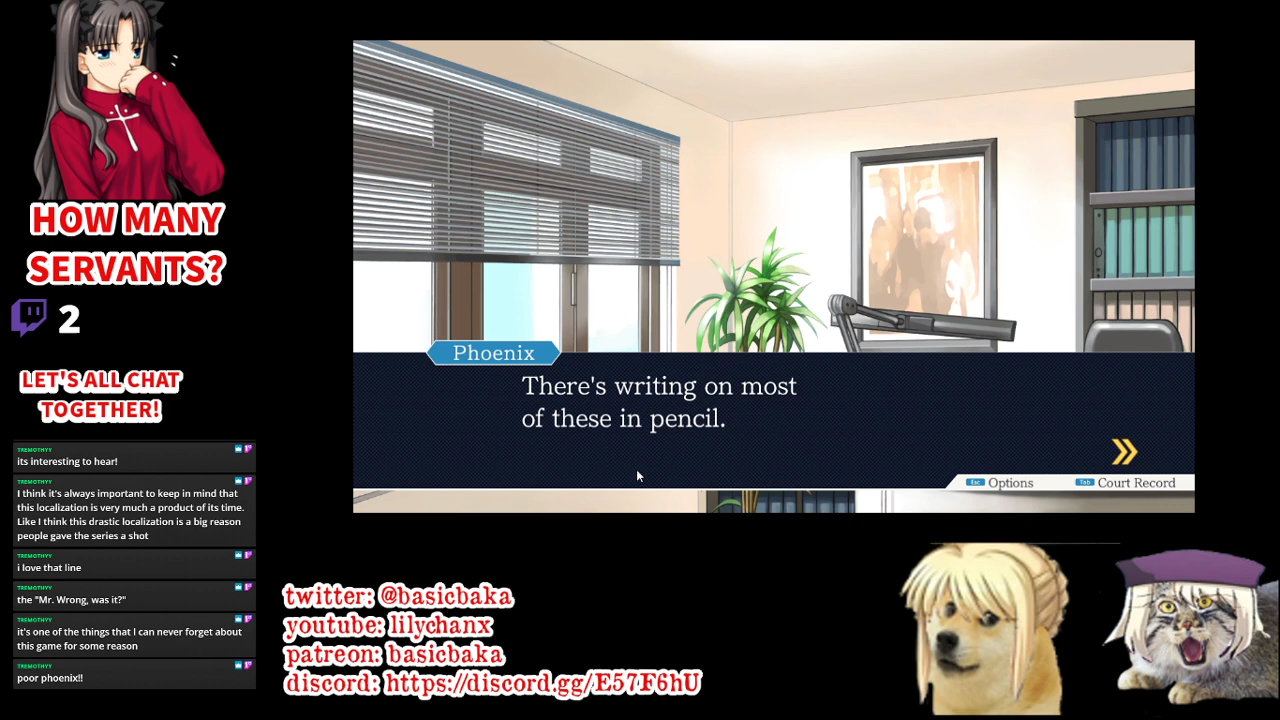 HOW MANY
SERVANTS?
2
LET'S ALL CHAT
TOGETHER!
TREMOTHYY
its interesting to hear!
TREMOTHYY
I think it's always important to keep in mind that
this localization is very much a product of its time.
Like I think this drastic localization is a big reason
people gave the series a shot
TREMOTHYY
i love that line
TREMOTHYY
the "Mr. Wrong, was it?"
TREMOTHYY
it's one of the things that I can never forget about
this game for some reason
TREMOTHYY
poor phoenix!!
Phoenix
There's writing on most
of these in pencil.
Esc Options Tab Court Record
twitter: @basicbaka
youtube: lilychanx
patreon: basicbaka
discord: https://discord.gg/E57F6hU